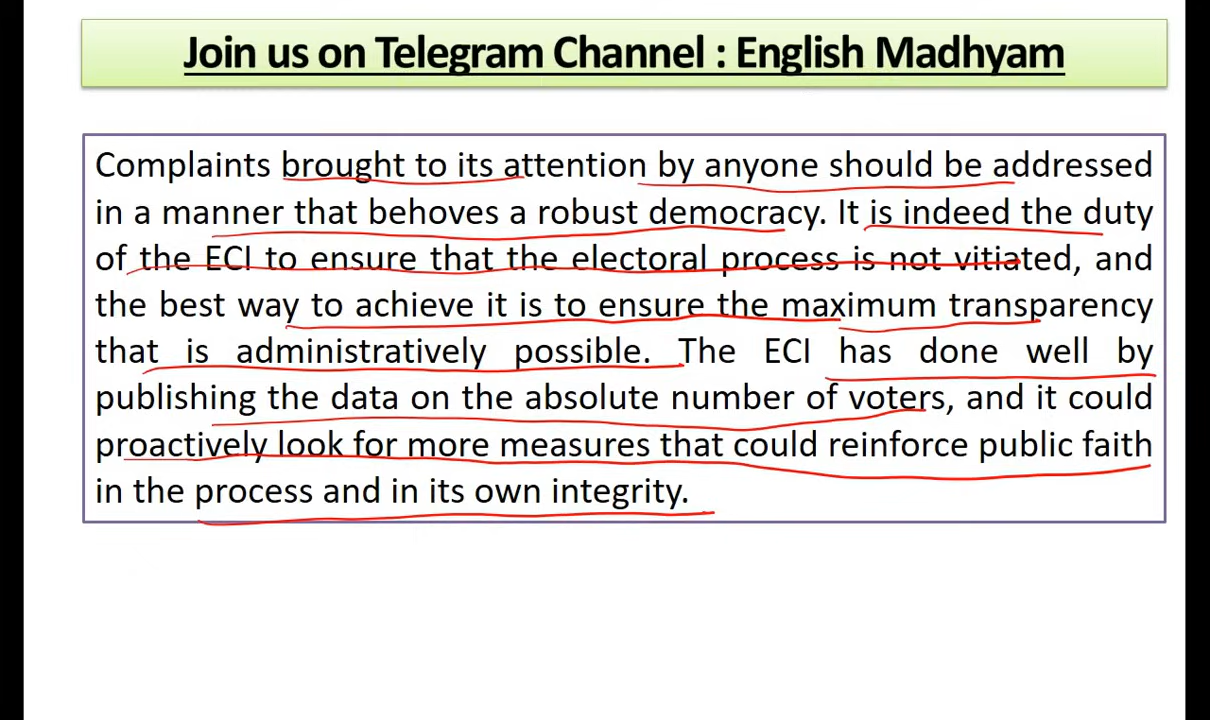 Join us on Telegram Channel : English Madhyam
Complaints brought to its attention by anyone should be addressed
in a manner that behoves a robust democracy. It is indeed the duty
of the ECI to ensure that the electoral process is not vitiated, and
the best way to achieve it is to ensure the maximum transparency
that is administratively possible. The ECI has done well by
publishing the data on the absolute number of voters, and it could
proactively look for more measures that could reinforce public faith
in the process and in its own integrity.